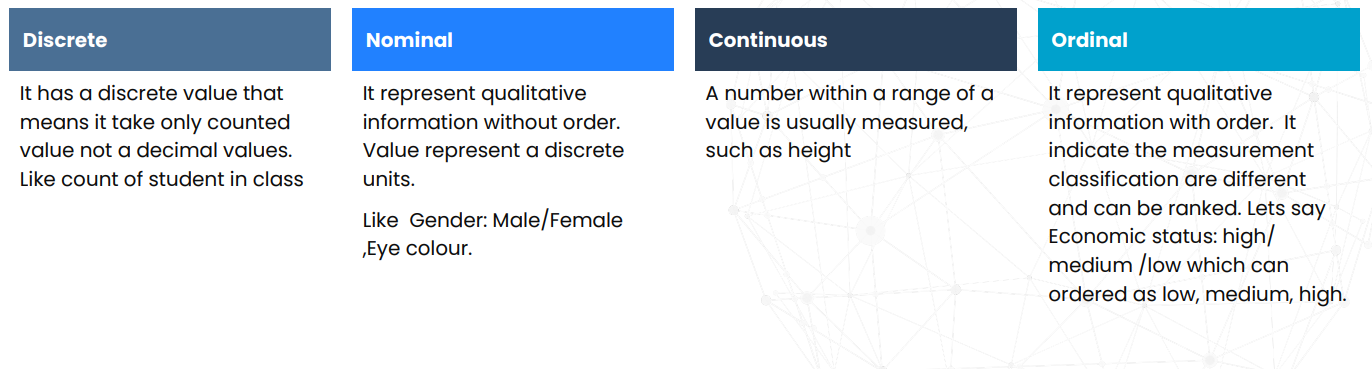 Discrete
It has a discrete value that
means it take only counted
value not a decimal values.
Like count of student in class
Nominal
It represent qualitative
information without order.
Value represent a discrete
units.
Like  Gender: Male/Female
,Eye colour.
Continuous
A number within a range of a
value is usually measured,
such as height
Ordinal
It represent qualitative
information with order.  It
indicate the measurement
classification are different
and can be ranked. Lets say
Economic status: high/
medium /low which can
ordered as low, medium, high.